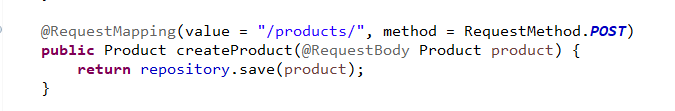 @RequestMapping(value = "/products/", method = RequestMethod.POST)
public Product createProduct(@RequestBody Product product) {
    return repository.save(product);
}